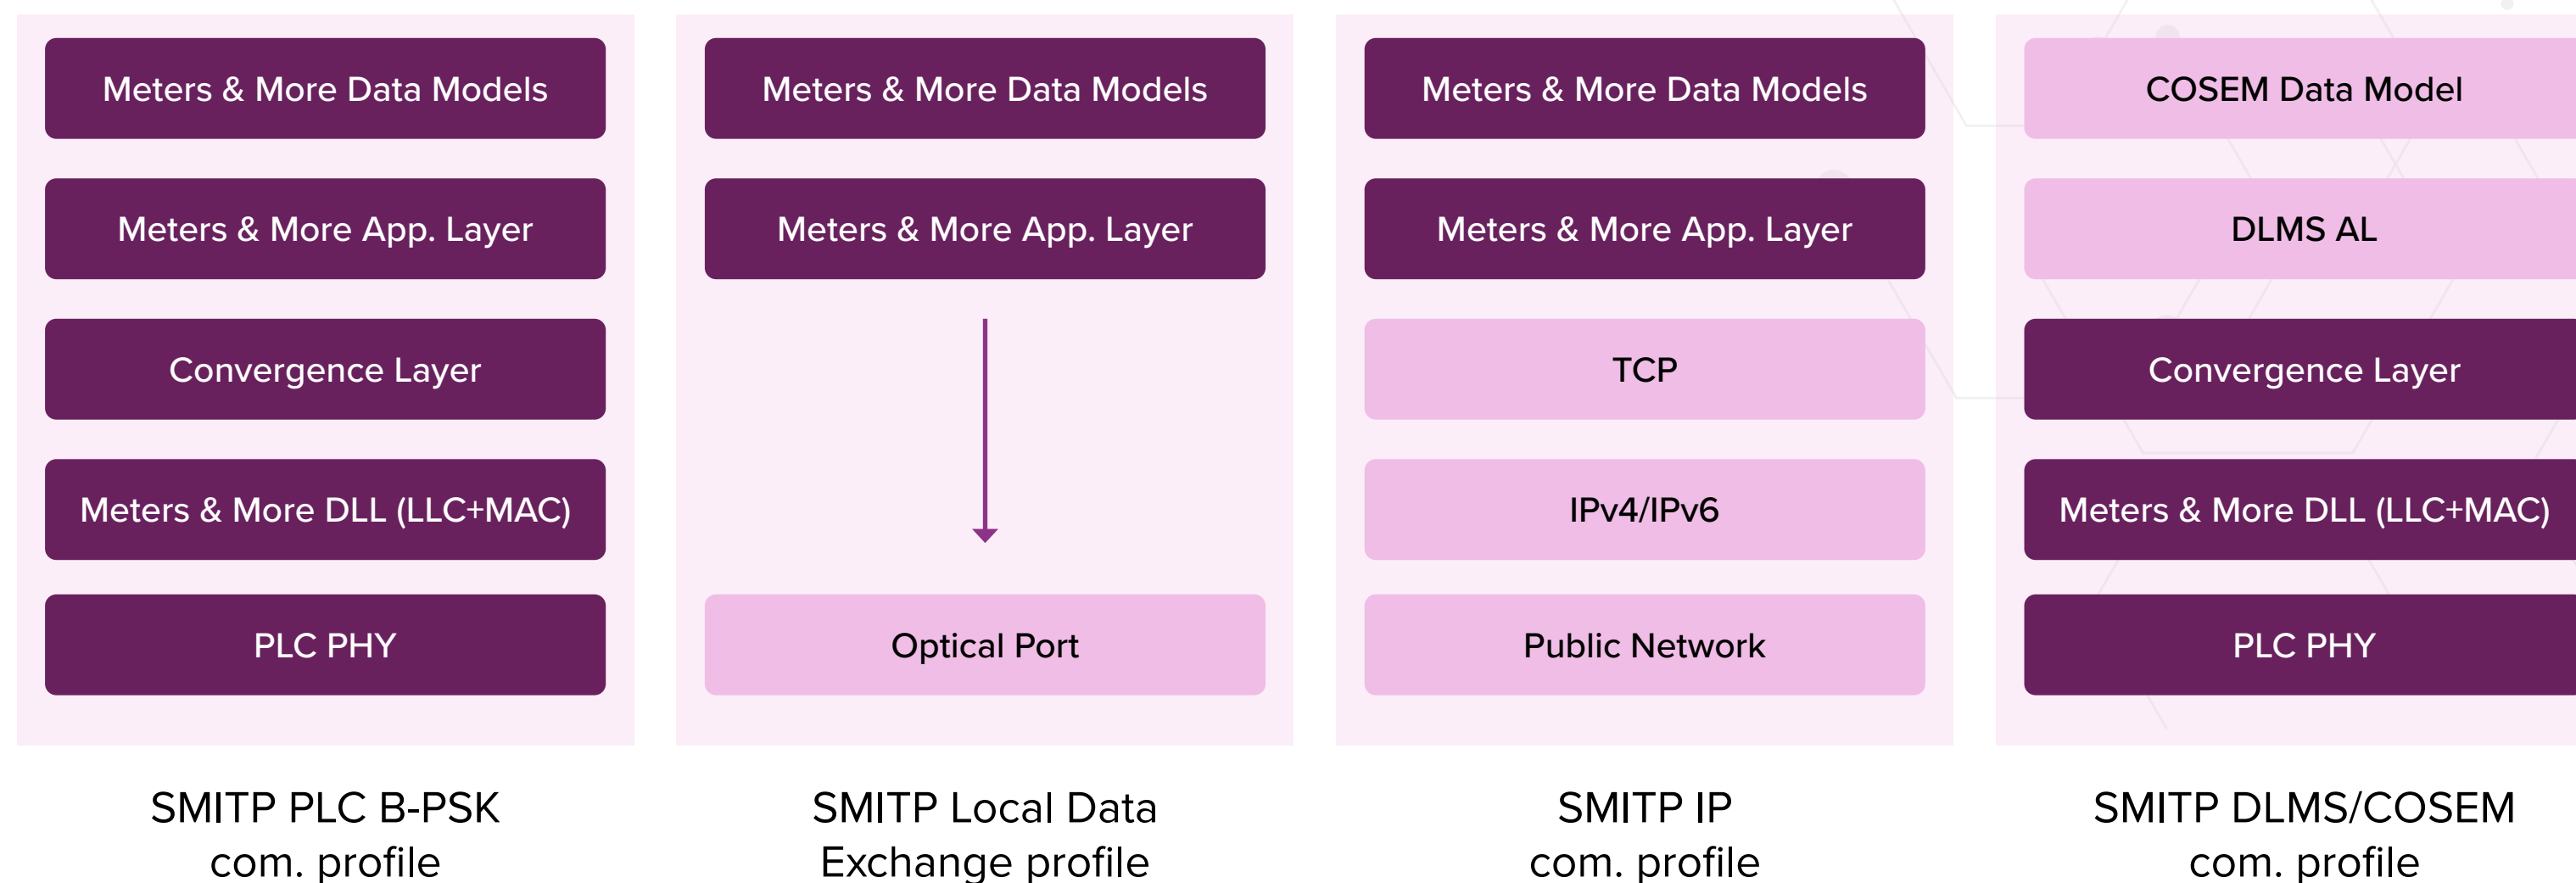 Meters & More Data Models
Meters & More App. Layer
Convergence Layer
Meters & More DLL (LLC+MAC)
PLC PHY
SMITP PLC B-PSK
com. profile
Meters & More Data Models
Meters & More App. Layer
Optical Port
SMITP Local Data
Exchange profile
Meters & More Data Models
Meters & More App. Layer
TCP
IPv4/IPv6
Public Network
SMITP IP
com. profile
COSEM Data Model
DLMS AL
Convergence Layer
Meters & More DLL (LLC+MAC)
PLC PHY
SMITP DLMS/COSEM
com. profile